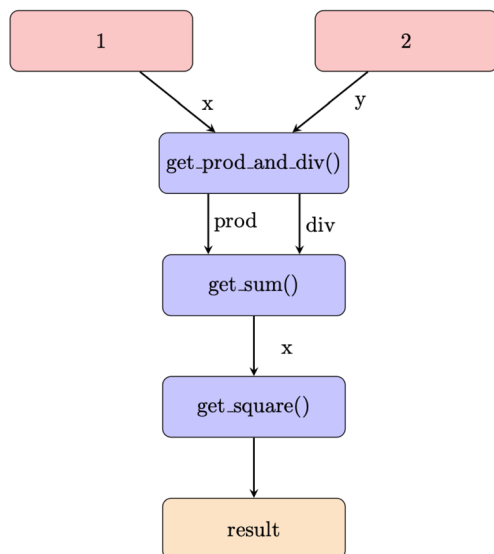 1
2
x
y
get_prod_and_div()
prod
div
get_sum()
x
get_square()
result